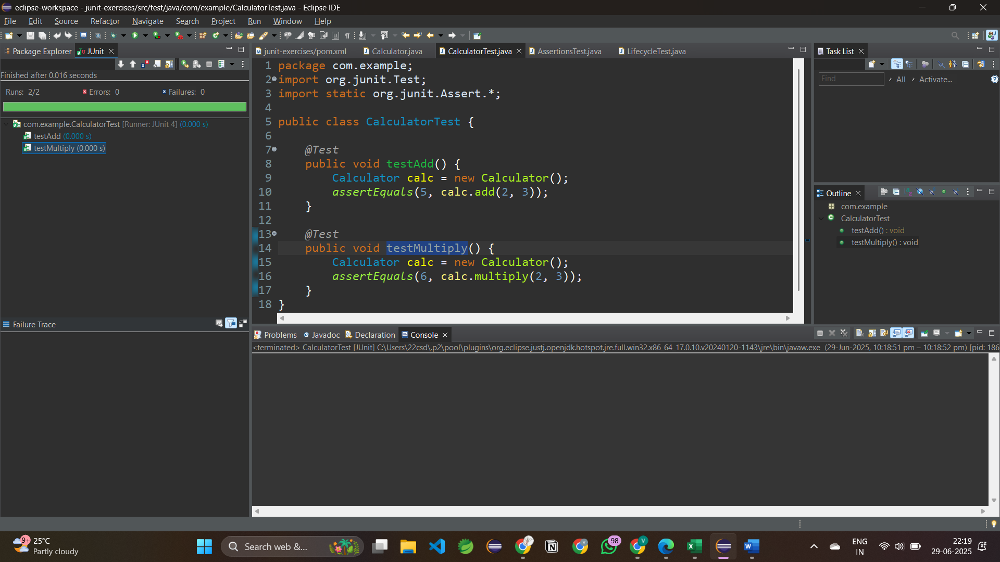 eclipse-workspace - junit-exercises/src/test/java/com/example/CalculatorTest.java - Eclipse IDE
File Edit Source Refactor Navigate Search Project Run Window Help
Package Explorer JUnit
Finished after 0.016 seconds
Runs: 2/2 Errors: 0 Failures: 0
com.example.CalculatorTest [Runner: JUnit 4] (0.000 s)
testAdd (0.000 s)
testMultiply (0.000 s)
Failure Trace
junit-exercises/pom.xml Calculator.java CalculatorTest.java AssertionsTest.java LifecycleTest.java
1 package com.example;
2 import org.junit.Test;
3 import static org.junit.Assert.*;
4
5 public class CalculatorTest {
6
7 @Test
8 public void testAdd() {
9 Calculator calc = new Calculator();
10 assertEquals(5, calc.add(2, 3));
11 }
12
13 @Test
14 public void testMultiply() {
15 Calculator calc = new Calculator();
16 assertEquals(6, calc.multiply(2, 3));
17 }
18 }
Task List
Find All Activate...
Outline
com.example
CalculatorTest
testAdd() : void
testMultiply() : void
Problems Javadoc Declaration Console
<terminated> CalculatorTest [JUnit] C:\Users\22csd\.p2\pool\plugins\org.eclipse.justj.openjdk.hotspot.jre.full.win32.x86_64_17.0.10.v20240120-1143\jre\bin\javaw.exe (29-Jun-2025, 10:18:51 pm – 10:18:52 pm) [pid: 186
9+
25°C
Partly cloudy
Search web &...
98
V
ENG
IN
22:19
29-06-2025